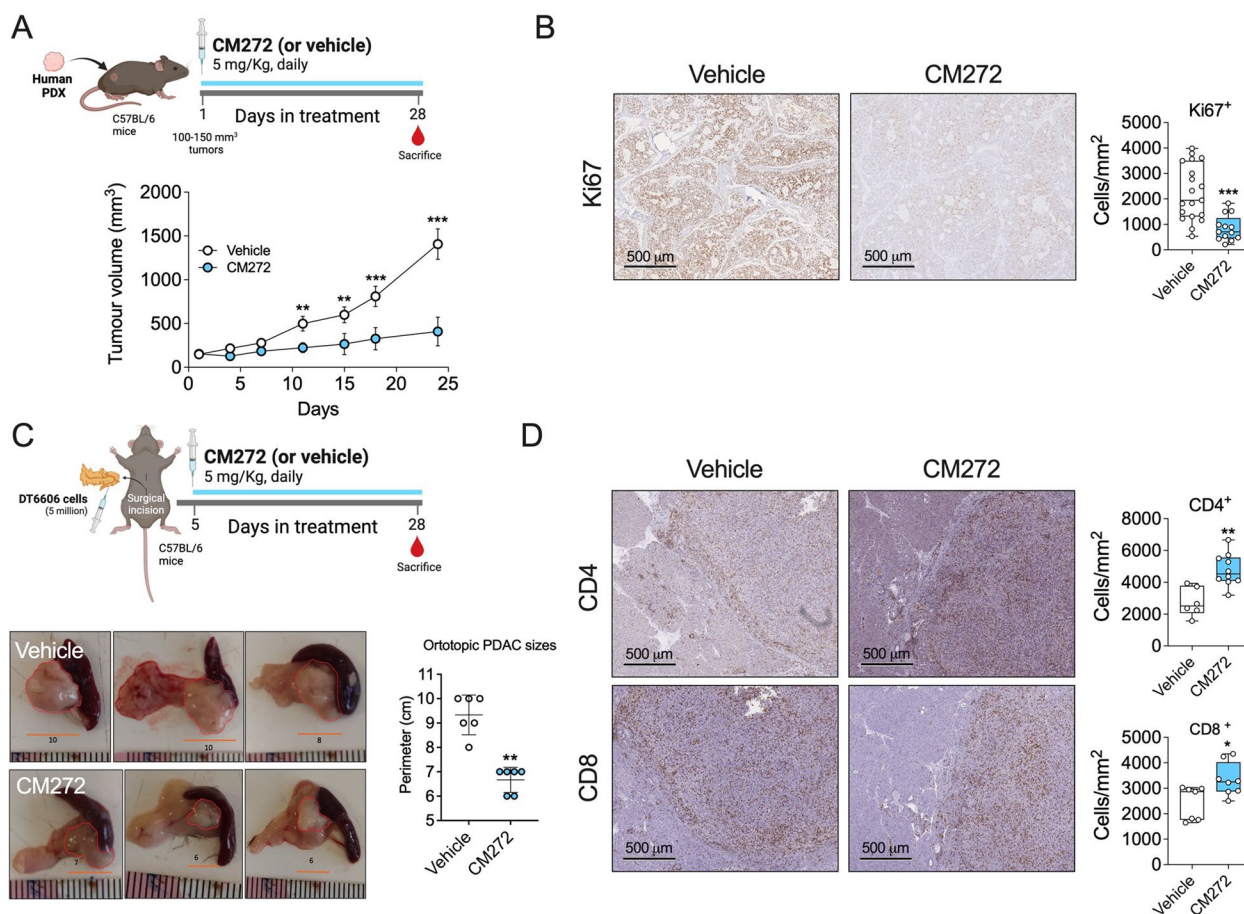 A
CM272 (or vehicle)
5 mg/Kg, daily
Human
PDX
C57BL/6
mice
1
Days in treatment
28
100-150 mm³
tumors
Sacrifice
Tumour volume (mm³)
2000
1500
1000
500
0
Vehicle
CM272
**
**
***
***
0
5
10
15
20
25
Days
B
Vehicle
CM272
Ki67
500 µm
500 µm
Ki67⁺
Cells/mm²
5000
4000
3000
2000
1000
0
***
Vehicle
CM272
C
CM272 (or vehicle)
5 mg/Kg, daily
DT6606 cells
(5 million)
Surgical
incision
C57BL/6
mice
5
Days in treatment
28
Sacrifice
Vehicle
10
10
8
CM272
7
6
6
Ortotopic PDAC sizes
Perimeter (cm)
11
10
9
8
7
6
5
**
Vehicle
CM272
D
Vehicle
CM272
CD4
500 µm
500 µm
CD8
500 µm
500 µm
CD4⁺
Cells/mm²
8000
6000
4000
2000
0
**
Vehicle
CM272
CD8 ⁺
Cells/mm²
5000
4000
3000
2000
1000
0
*
Vehicle
CM272